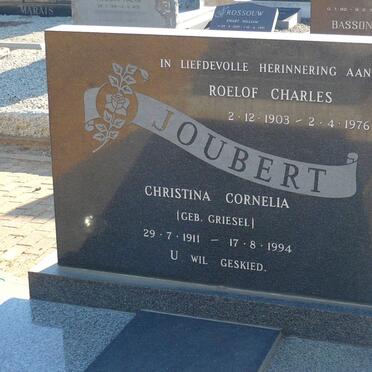 MARAIS
ROSSOUW
BASSON
IN LIEFDEVOLLE HERINNERING AAN
ROELOF CHARLES
2-12-1903 - 2-4-1976
JOUBERT
CHRISTINA CORNELIA
(GEB. GRIESEL)
29-7-1911 - 17-8-1994
U WIL GESKIED.